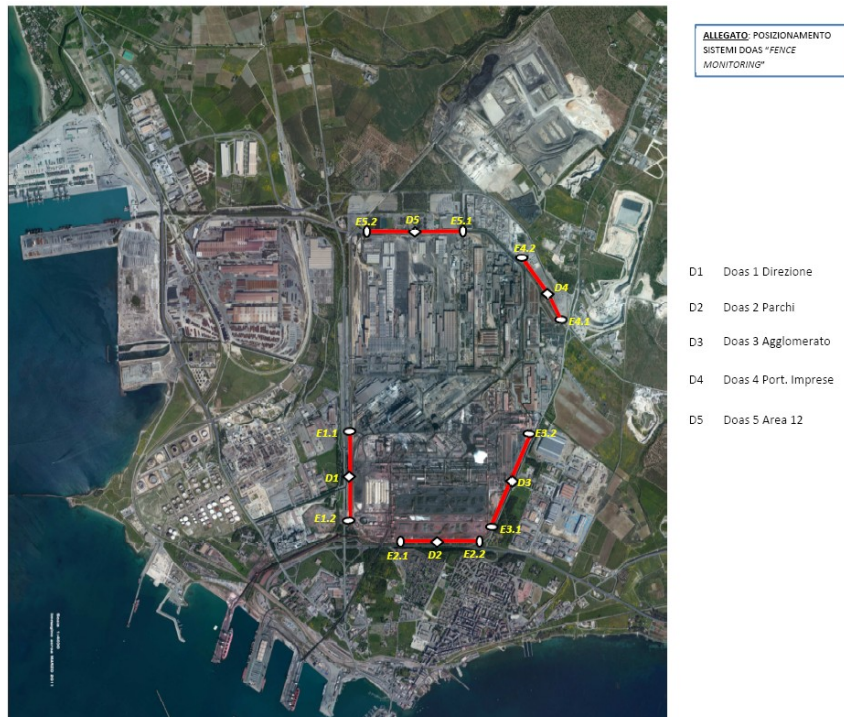 ALLEGATO: POSIZIONAMENTO
SISTEMI DOAS "FENCE
MONITORING"
E5.2
D5
E5.1
E4.2
D4
E4.1
D1 Doas 1 Direzione
D2 Doas 2 Parchi
D3 Doas 3 Agglomerato
D4 Doas 4 Port. Imprese
D5 Doas 5 Area 12
E1.1
E3.2
D1
D3
E1.2
E3.1
E2.1
D2
E2.2